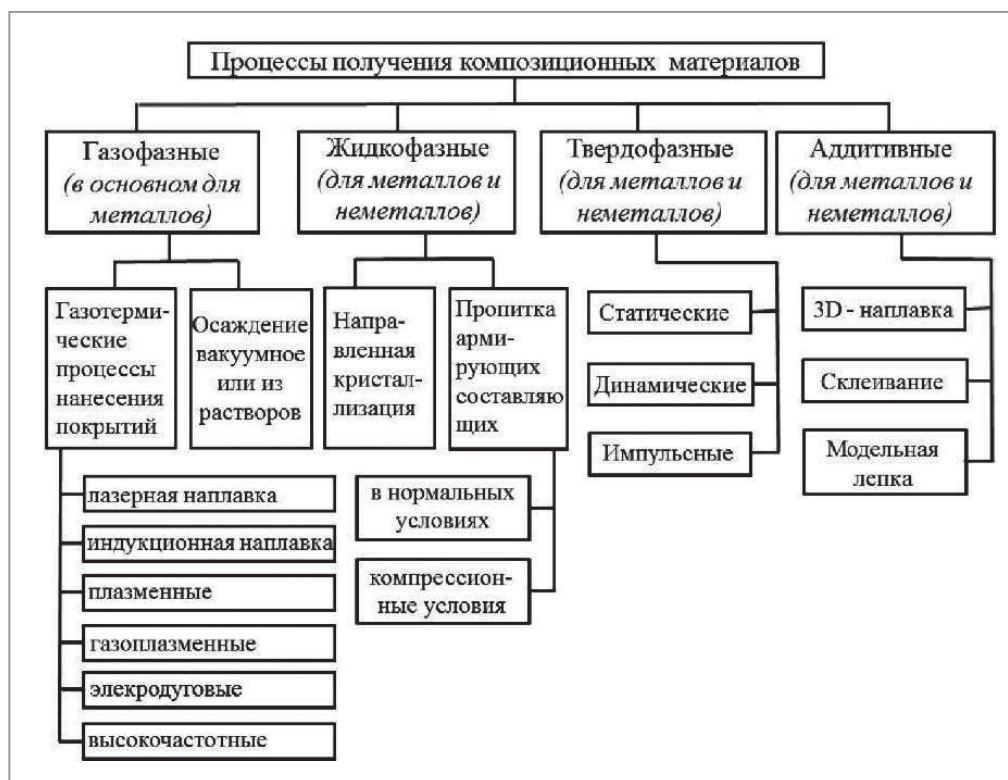 Процессы получения композиционных материалов
Газофазные
(в основном для
металлов)
Жидкофазные
(для металлов и
неметаллов)
Твердофазные
(для металлов и
неметаллов)
Аддитивные
(для металлов и
неметаллов)
Газотерми-
ческие
процессы
нанесения
покрытий
Осаждение
вакуумное
или из
растворов
Напра-
вленная
кристал-
лизация
Пропитка
арми-
рующих
составляю
щих
Статические
Динамические
Импульсные
3D - наплавка
Склеивание
Модельная
лепка
лазерная наплавка
индукционная наплавка
плазменные
газоплазменные
элекродуговые
высокочастотные
в нормальных
условиях
компрессион-
ные условия